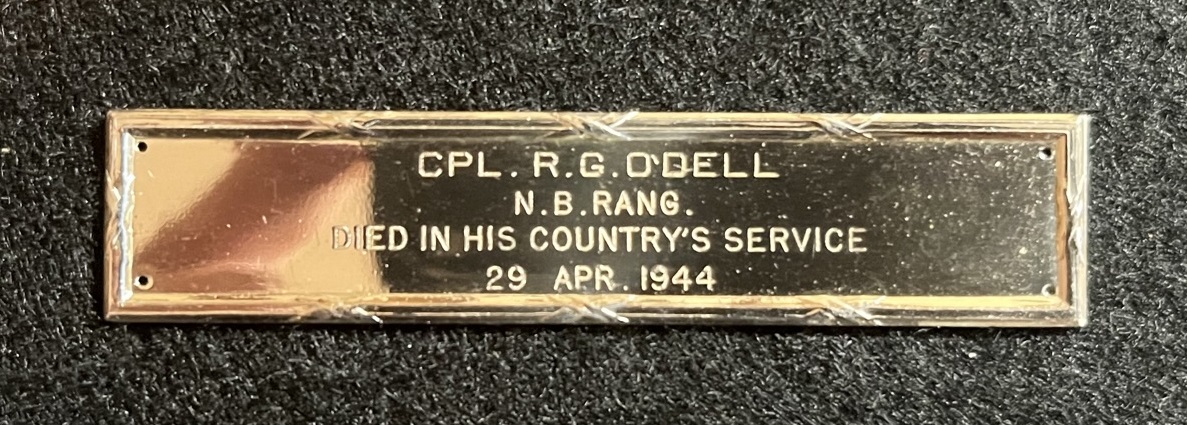 CPL. R.G.O'DELL
N.B.RANG.
DIED IN HIS COUNTRY'S SERVICE
29 APR. 1944